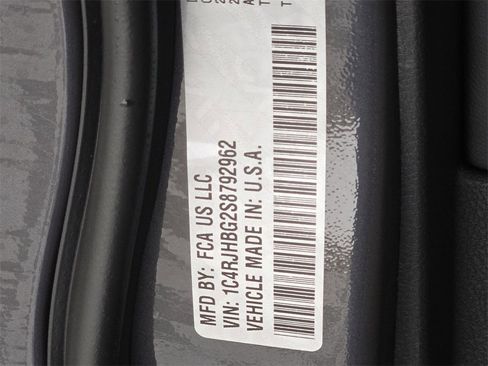 MFD BY: FCA US LLC
VIN: 1C4RJHBG2S8792962
VEHICLE MADE IN: U.S.A.